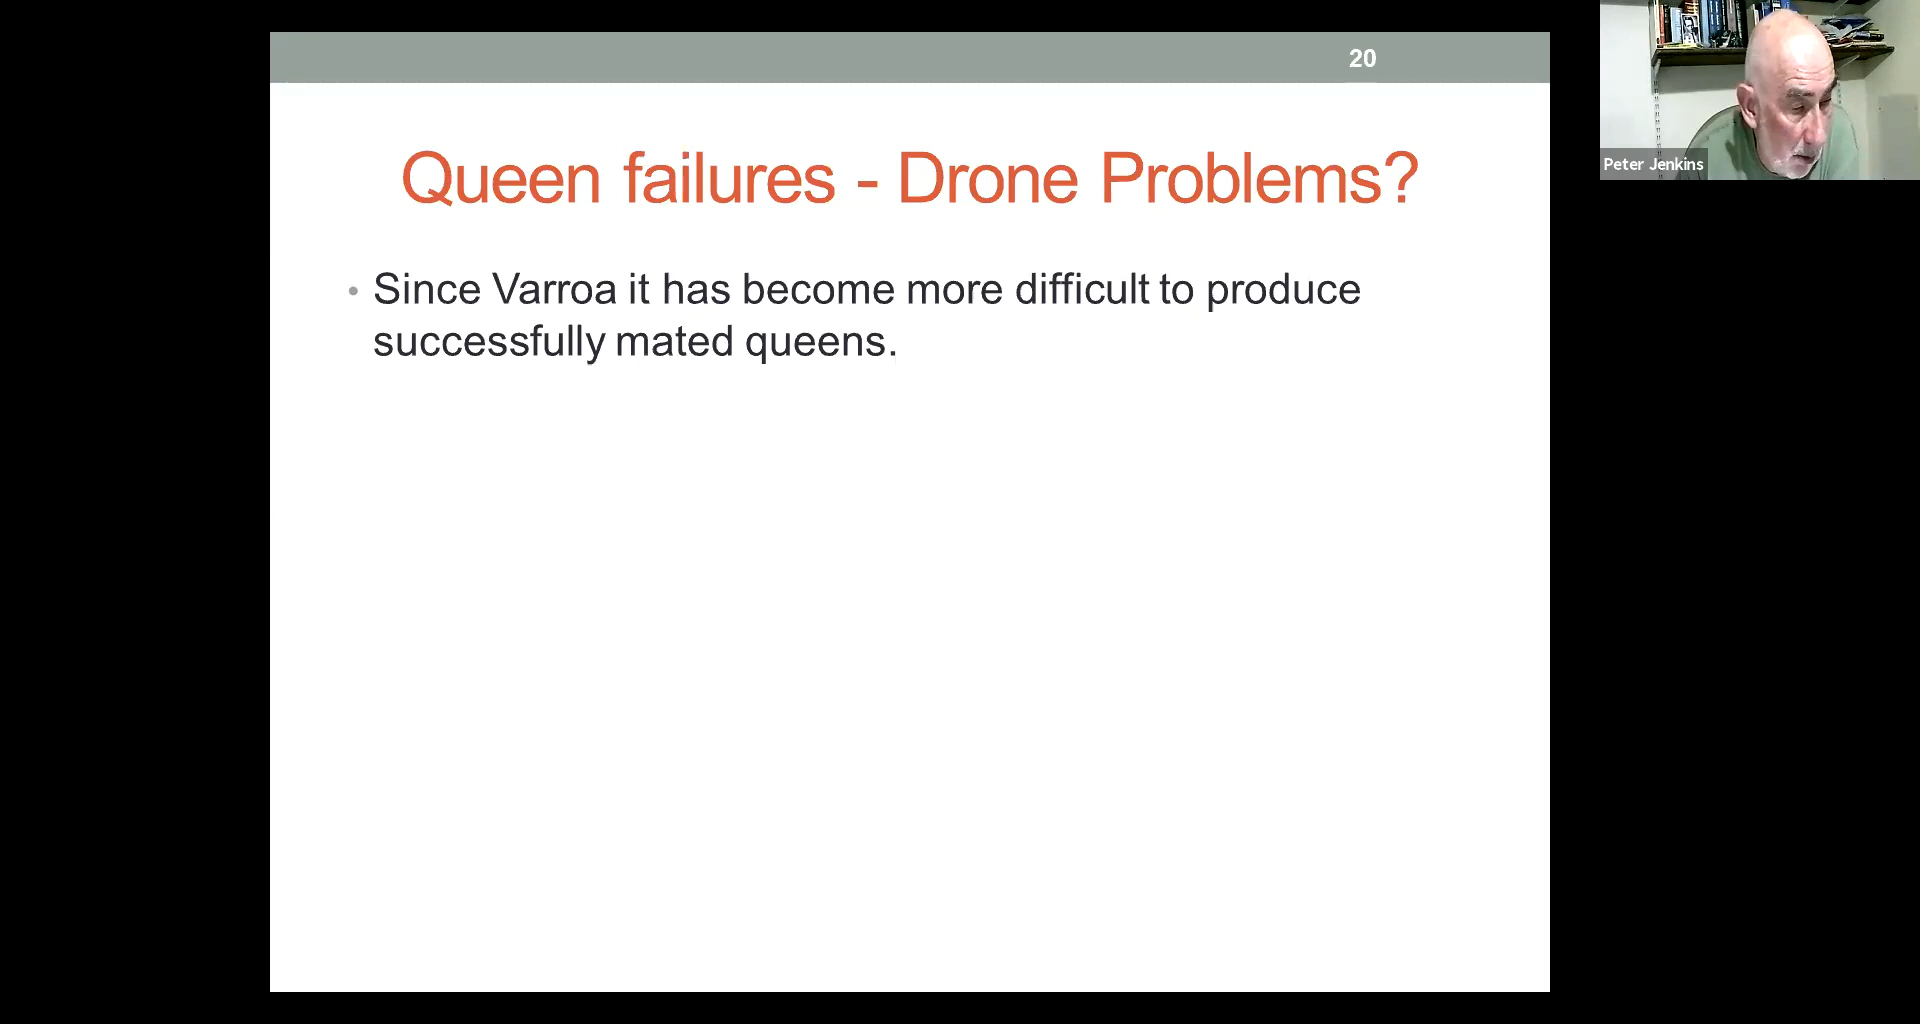 20
Queen failures - Drone Problems?
• Since Varroa it has become more difficult to produce
successfully mated queens.
Peter Jenkins